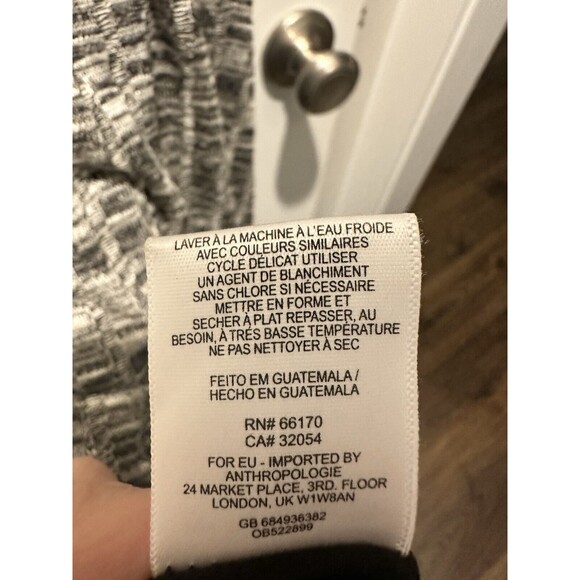 LAVER À LA MACHINE À L'EAU FROIDE
AVEC COULEURS SIMILAIRES
CYCLE DÉLICAT UTILISER
UN AGENT DE BLANCHIMENT
SANS CHLORE SI NÉCESSAIRE
METTRE EN FORME ET
SECHER À PLAT REPASSER, AU
BESOIN, À TRÉS BASSE TEMPÉRATURE
NE PAS NETTOYER À SEC
FEITO EM GUATEMALA /
HECHO EN GUATEMALA
RN# 66170
CA# 32054
FOR EU - IMPORTED BY
ANTHROPOLOGIE
24 MARKET PLACE, 3RD. FLOOR
LONDON, UK W1W8AN
GB 684936382
OB522899